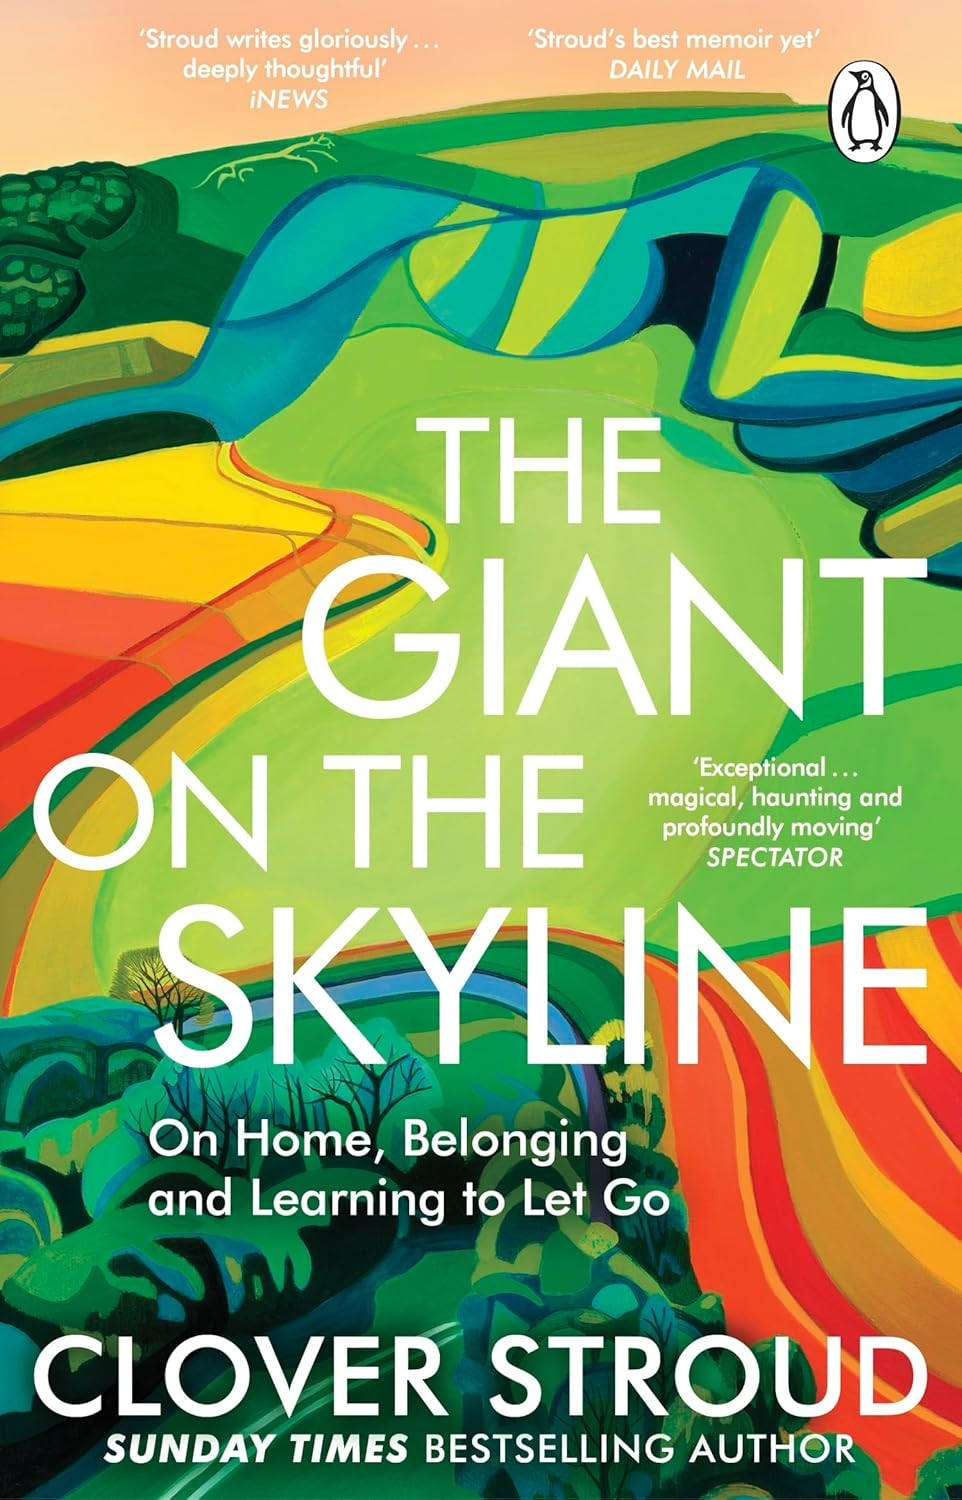 ‘Stroud writes gloriously ...
deeply thoughtful’
iNEWS
‘Stroud’s best memoir yet’
DAILY MAIL
THE
GIANT
ON THE
SKYLINE
‘Exceptional ...
magical, haunting and
profoundly moving’
SPECTATOR
On Home, Belonging
and Learning to Let Go
CLOVER STROUD
SUNDAY TIMES BESTSELLING AUTHOR